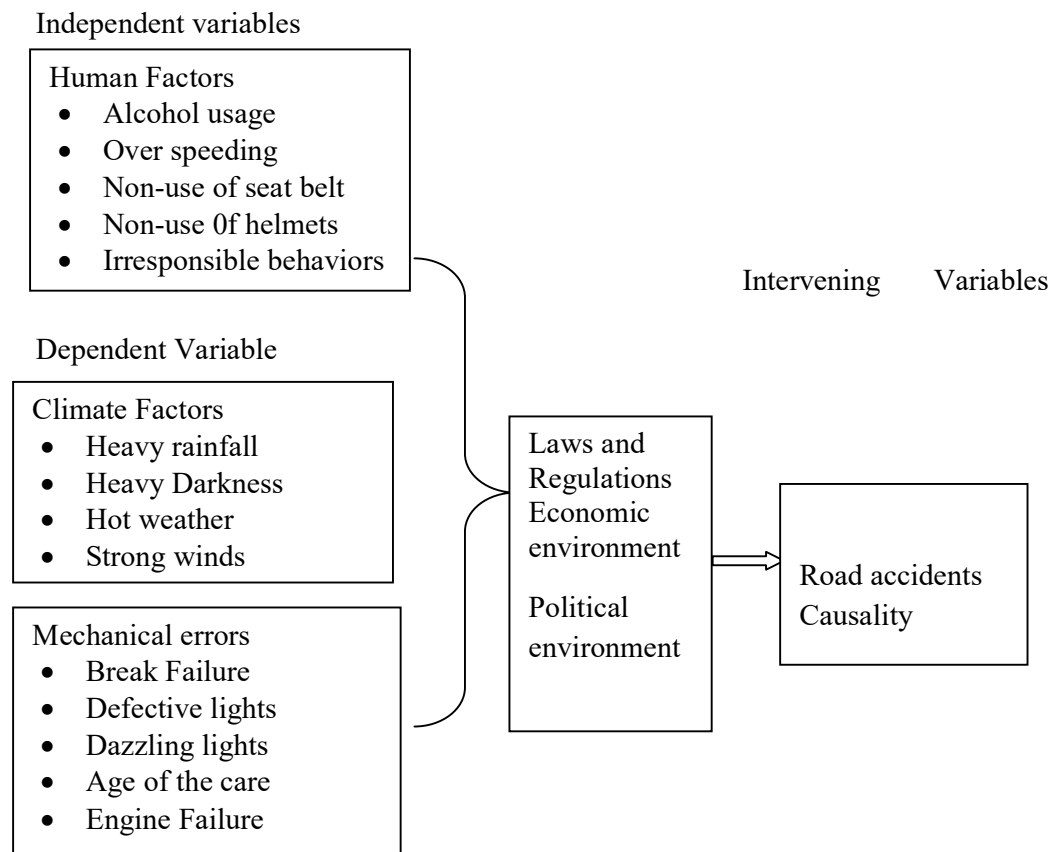 Independent variables
Human Factors
• Alcohol usage
• Over speeding
• Non-use of seat belt
• Non-use 0f helmets
• Irresponsible behaviors
Intervening Variables
Dependent Variable
Climate Factors
• Heavy rainfall
• Heavy Darkness
• Hot weather
• Strong winds
Mechanical errors
• Break Failure
• Defective lights
• Dazzling lights
• Age of the care
• Engine Failure
Laws and
Regulations
Economic
environment
Political
environment
Road accidents
Causality